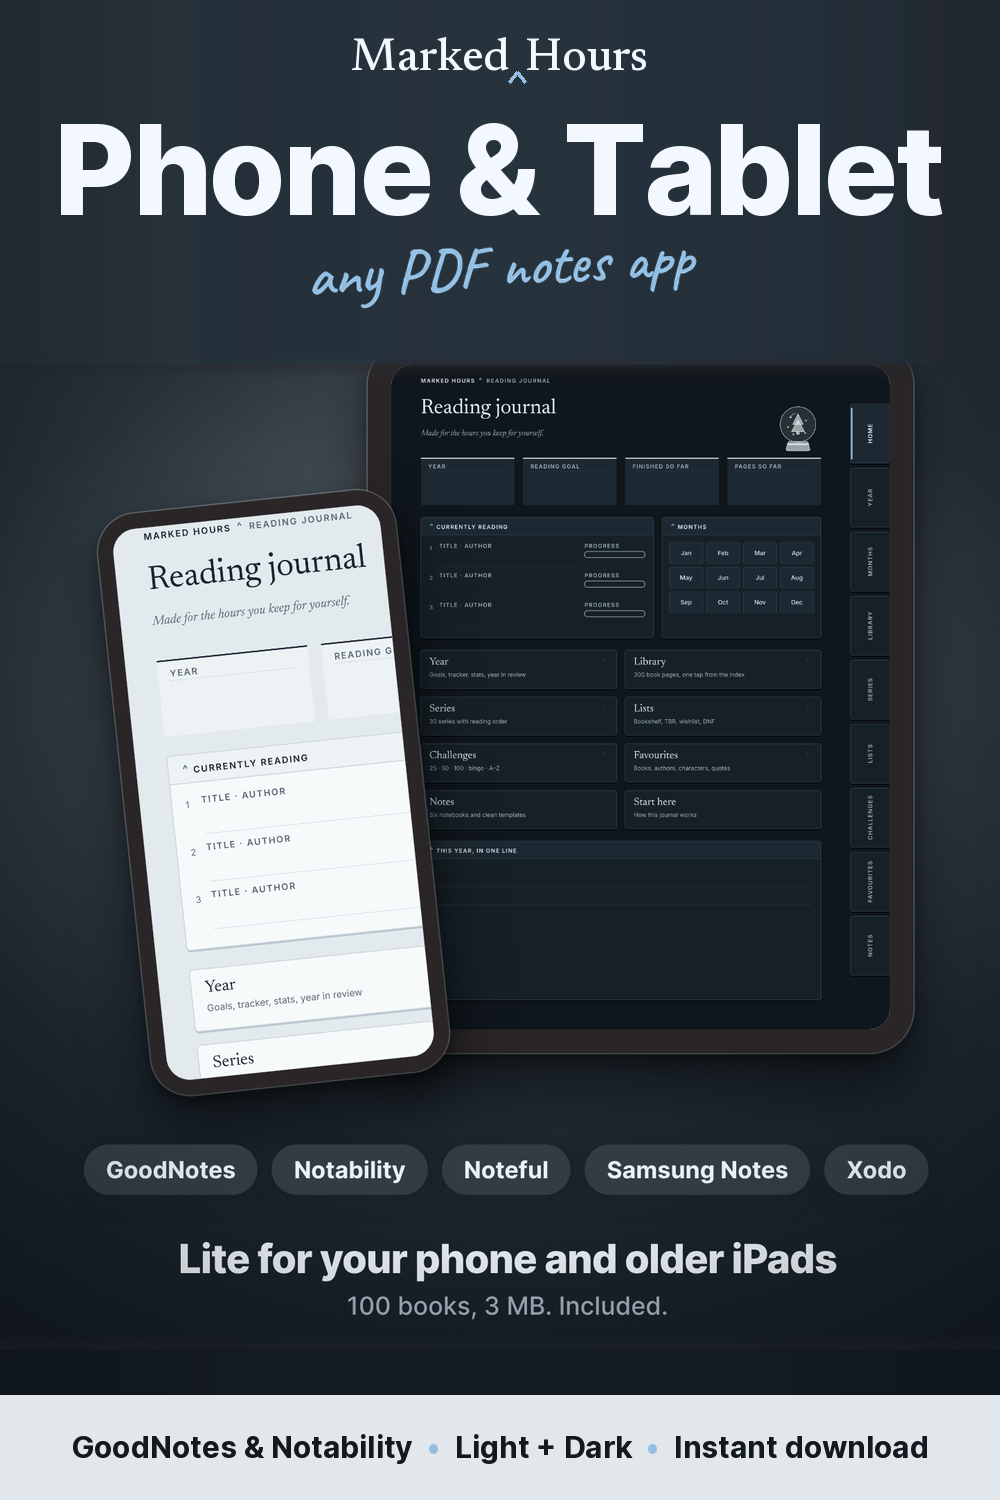 Marked ^ Hours
Phone & Tablet
any PDF notes app
MARKED HOURS ^ READING JOURNAL
Reading journal
Made for the hours you keep for yourself.
YEAR
READING GOAL
FINISHED SO FAR
PAGES SO FAR
^ CURRENTLY READING
1 TITLE · AUTHOR PROGRESS
2 TITLE · AUTHOR PROGRESS
3 TITLE · AUTHOR PROGRESS
^ MONTHS
Jan Feb Mar Apr
May Jun Jul Aug
Sep Oct Nov Dec
Year
Goals, tracker, stats, year in review
Library
300 book pages, one tap from the index
Series
30 series with reading order
Lists
Bookshelf, TBR, wishlist, DNF
Challenges
25 · 50 · 100 · bingo · A–Z
Favourites
Books, authors, characters, quotes
Notes
Six notebooks and clean templates
Start here
How this journal works
THIS YEAR, IN ONE LINE
HOME
YEAR
MONTHS
LIBRARY
SERIES
LISTS
CHALLENGES
FAVOURITES
NOTES
MARKED HOURS ^ READING JOURNAL
Reading journal
Made for the hours you keep for yourself.
YEAR
READING G
^ CURRENTLY READING
1 TITLE · AUTHOR
2 TITLE · AUTHOR
3 TITLE · AUTHOR
Year
Goals, tracker, stats, year in review
Series
GoodNotes Notability Noteful Samsung Notes Xodo
Lite for your phone and older iPads
100 books, 3 MB. Included.
GoodNotes & Notability • Light + Dark • Instant download